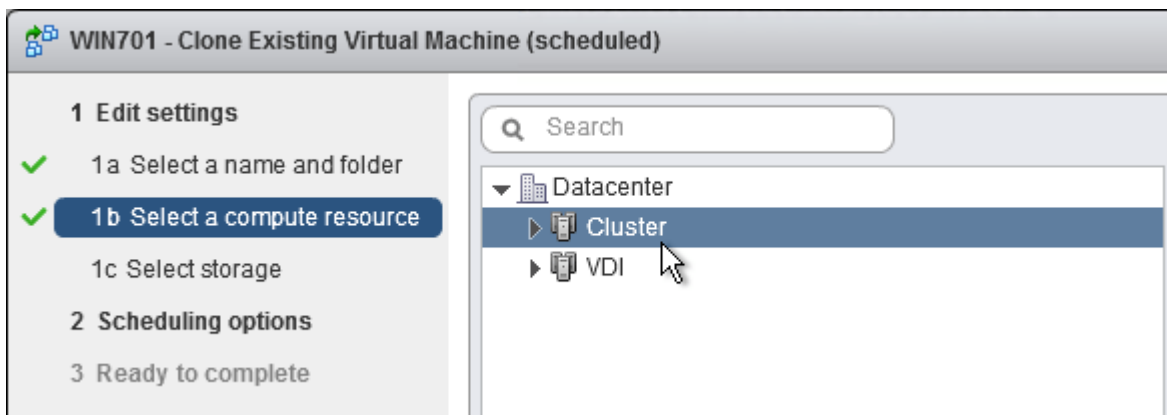 WIN701 - Clone Existing Virtual Machine (scheduled)
1 Edit settings
1a Select a name and folder
1b Select a compute resource
1c Select storage
2 Scheduling options
3 Ready to complete
Search
Datacenter
Cluster
VDI